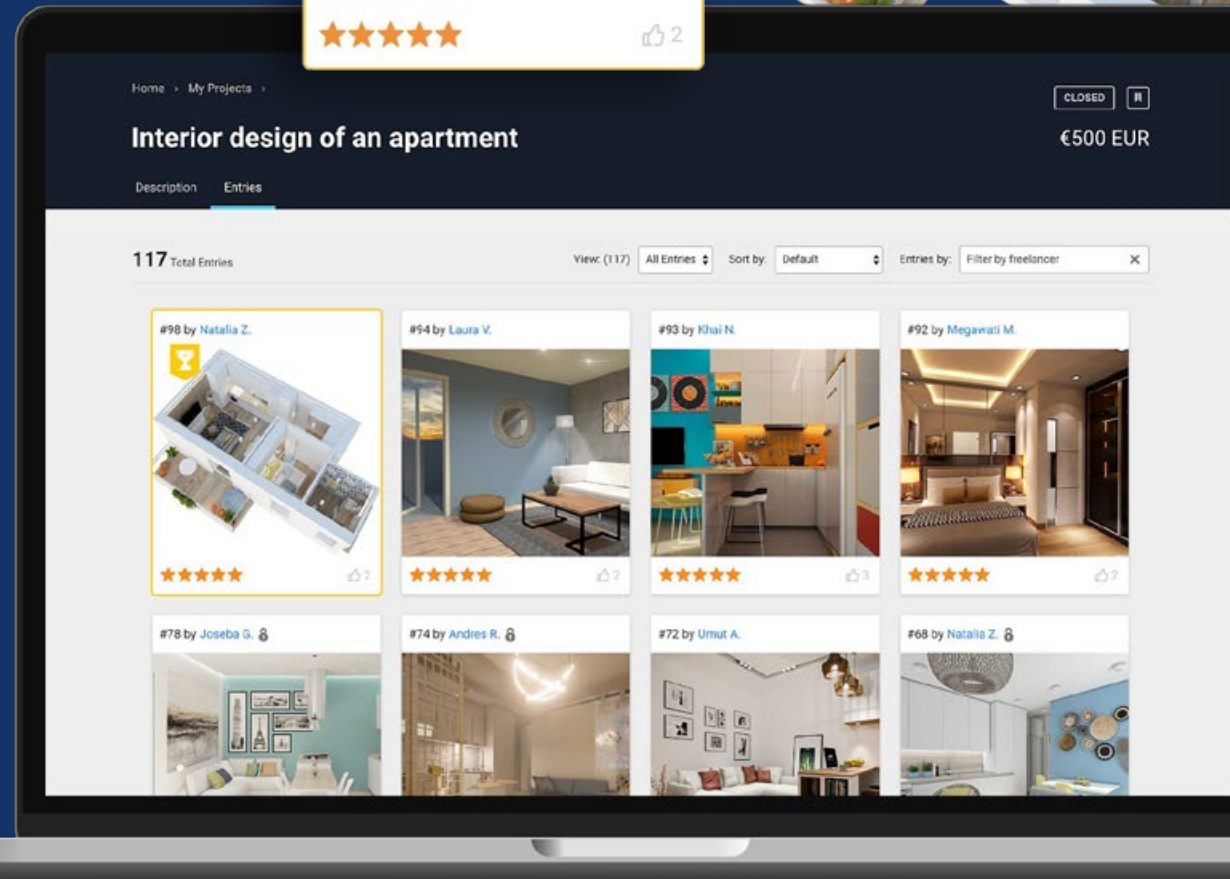 2
Home › My Projects ›
CLOSED
Interior design of an apartment
€500 EUR
Description Entries
117 Total Entries
View: (117) All Entries Sort by: Default Entries by: Filter by freelancer
#98 by Natalia Z.
#94 by Laura V.
#93 by Khai N.
#92 by Megawati M.
2
2
3
2
#78 by Joseba G.
#74 by Andres R.
#72 by Umut A.
#68 by Natalia Z.